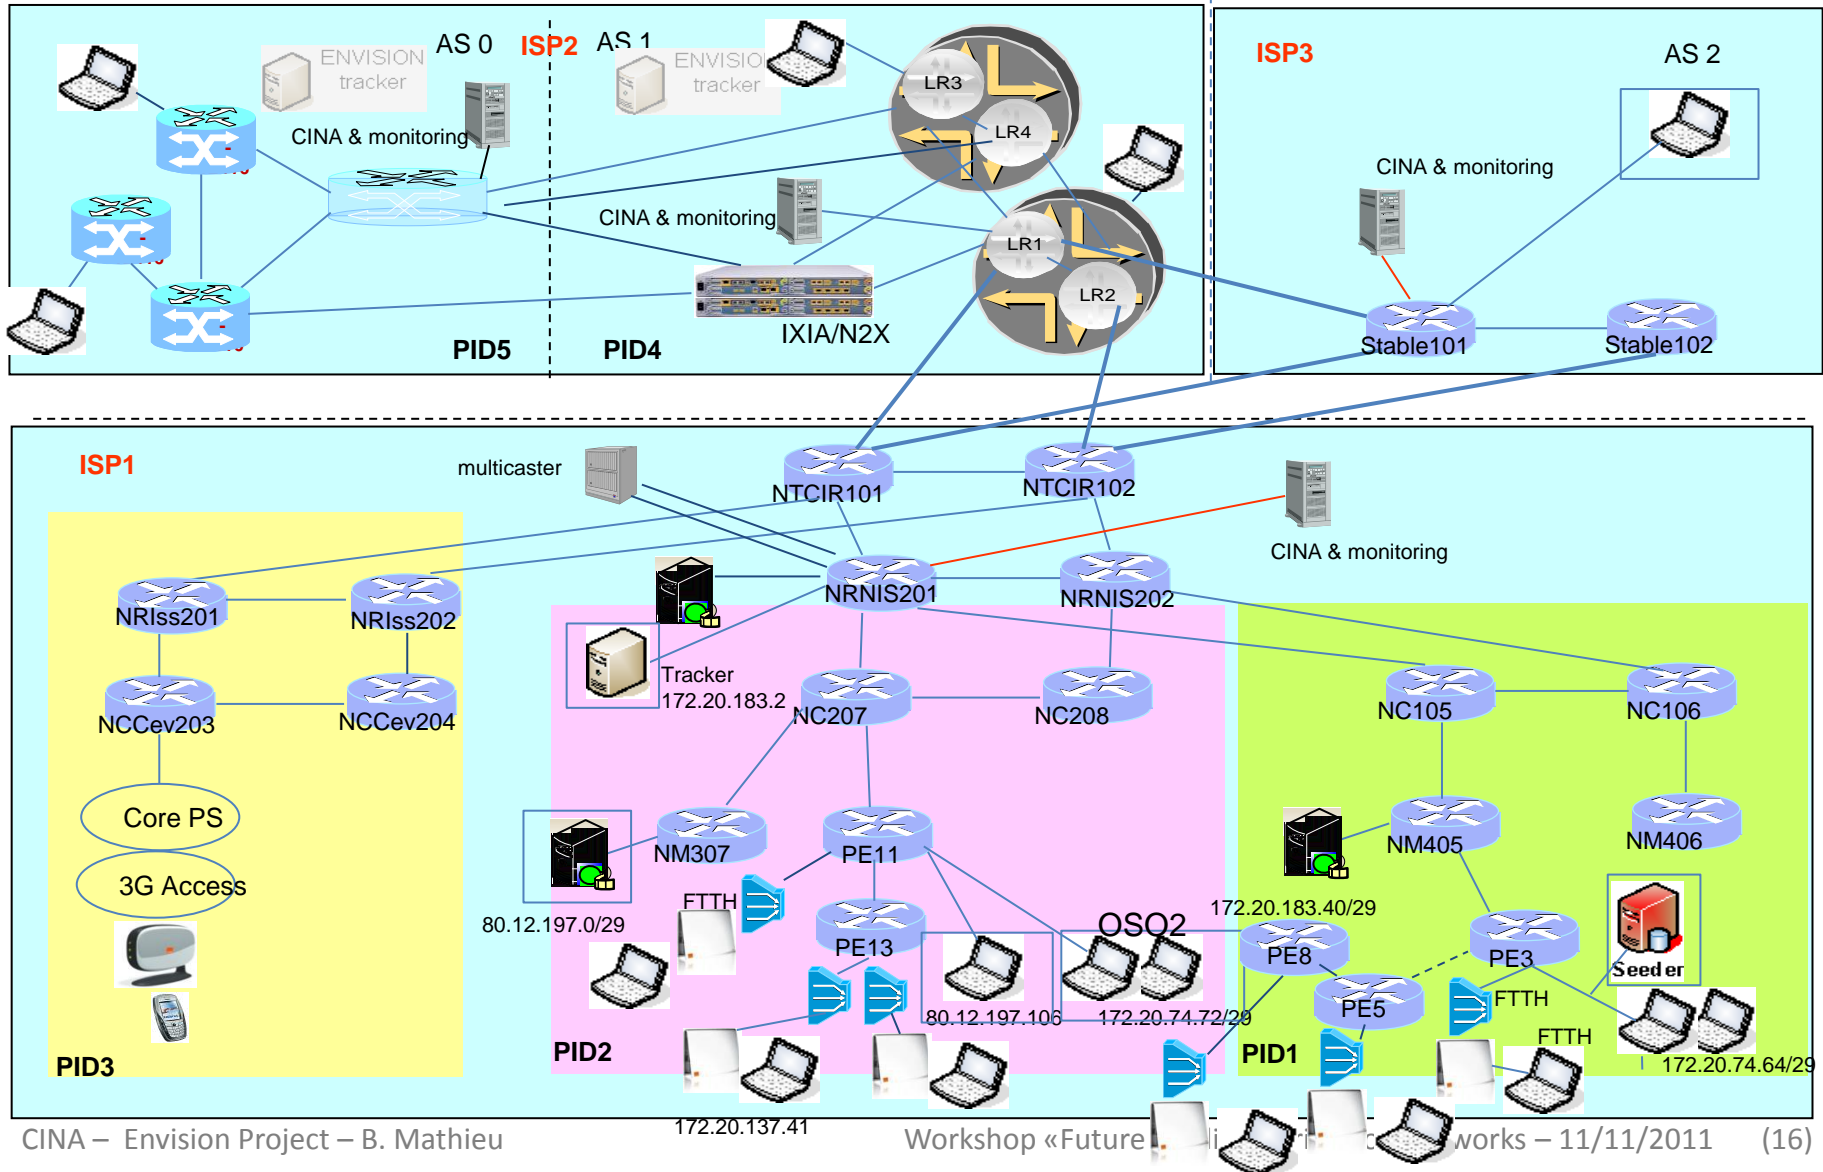 AS 0
ISP2
AS 1
ISP3
AS 2
ENVISION
tracker
ENVISIO
tracker
CINA & monitoring
LR3
LR4
CINA & monitoring
CINA & monitoring
LR1
LR2
IXIA/N2X
PID5
PID4
Stable101
Stable102
ISP1
multicaster
NTCIR101
NTCIR102
CINA & monitoring
NRIss201
NRIss202
NRNIS201
NRNIS202
Tracker
172.20.183.2
NCCev203
NCCev204
NC207
NC208
NC105
NC106
Core PS
3G Access
NM307
PE11
NM405
NM406
80.12.197.0/29
FTTH
172.20.183.40/29
OSO2
PE13
PE8
PE3
Seeder
PE5
FTTH
80.12.197.106
172.20.74.72/29
FTTH
PID3
PID2
PID1
172.20.74.64/29
172.20.137.41
CINA – Envision Project – B. Mathieu
Workshop «Future
works – 11/11/2011
(16)